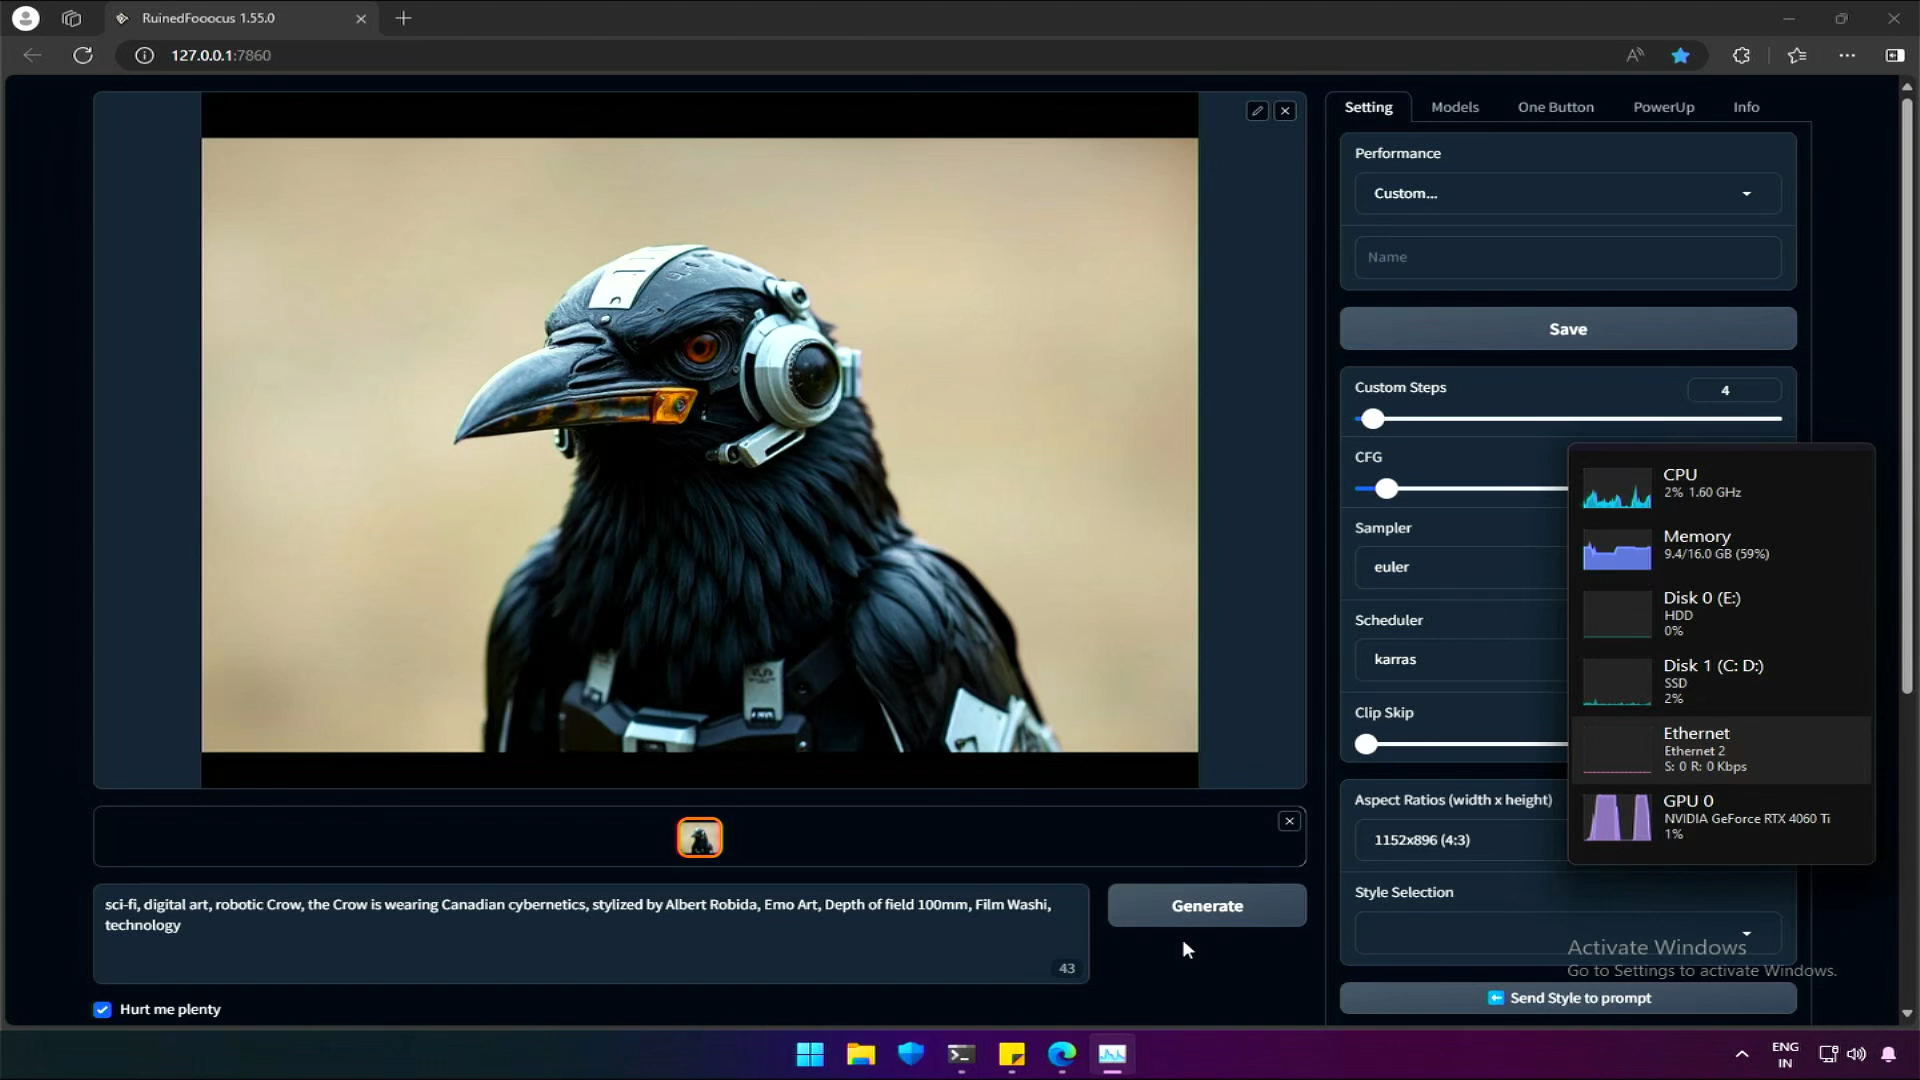 RuinedFooocus 1.55.0
127.0.0.1:7860
Setting
Models
One Button
PowerUp
Info
Performance
Custom...
Name
Save
Custom Steps
4
CFG
Sampler
euler
Scheduler
karras
Clip Skip
Aspect Ratios (width x height)
1152x896 (4:3)
Style Selection
Send Style to prompt
CPU
2% 1.60 GHz
Memory
9.4/16.0 GB (59%)
Disk 0 (E:)
HDD
0%
Disk 1 (C: D:)
SSD
2%
Ethernet
Ethernet 2
S: 0 R: 0 Kbps
GPU 0
NVIDIA GeForce RTX 4060 Ti
1%
Activate Windows
Go to Settings to activate Windows.
sci-fi, digital art, robotic Crow, the Crow is wearing Canadian cybernetics, stylized by Albert Robida, Emo Art, Depth of field 100mm, Film Washi,
technology
43
Generate
Hurt me plenty
ENG
IN